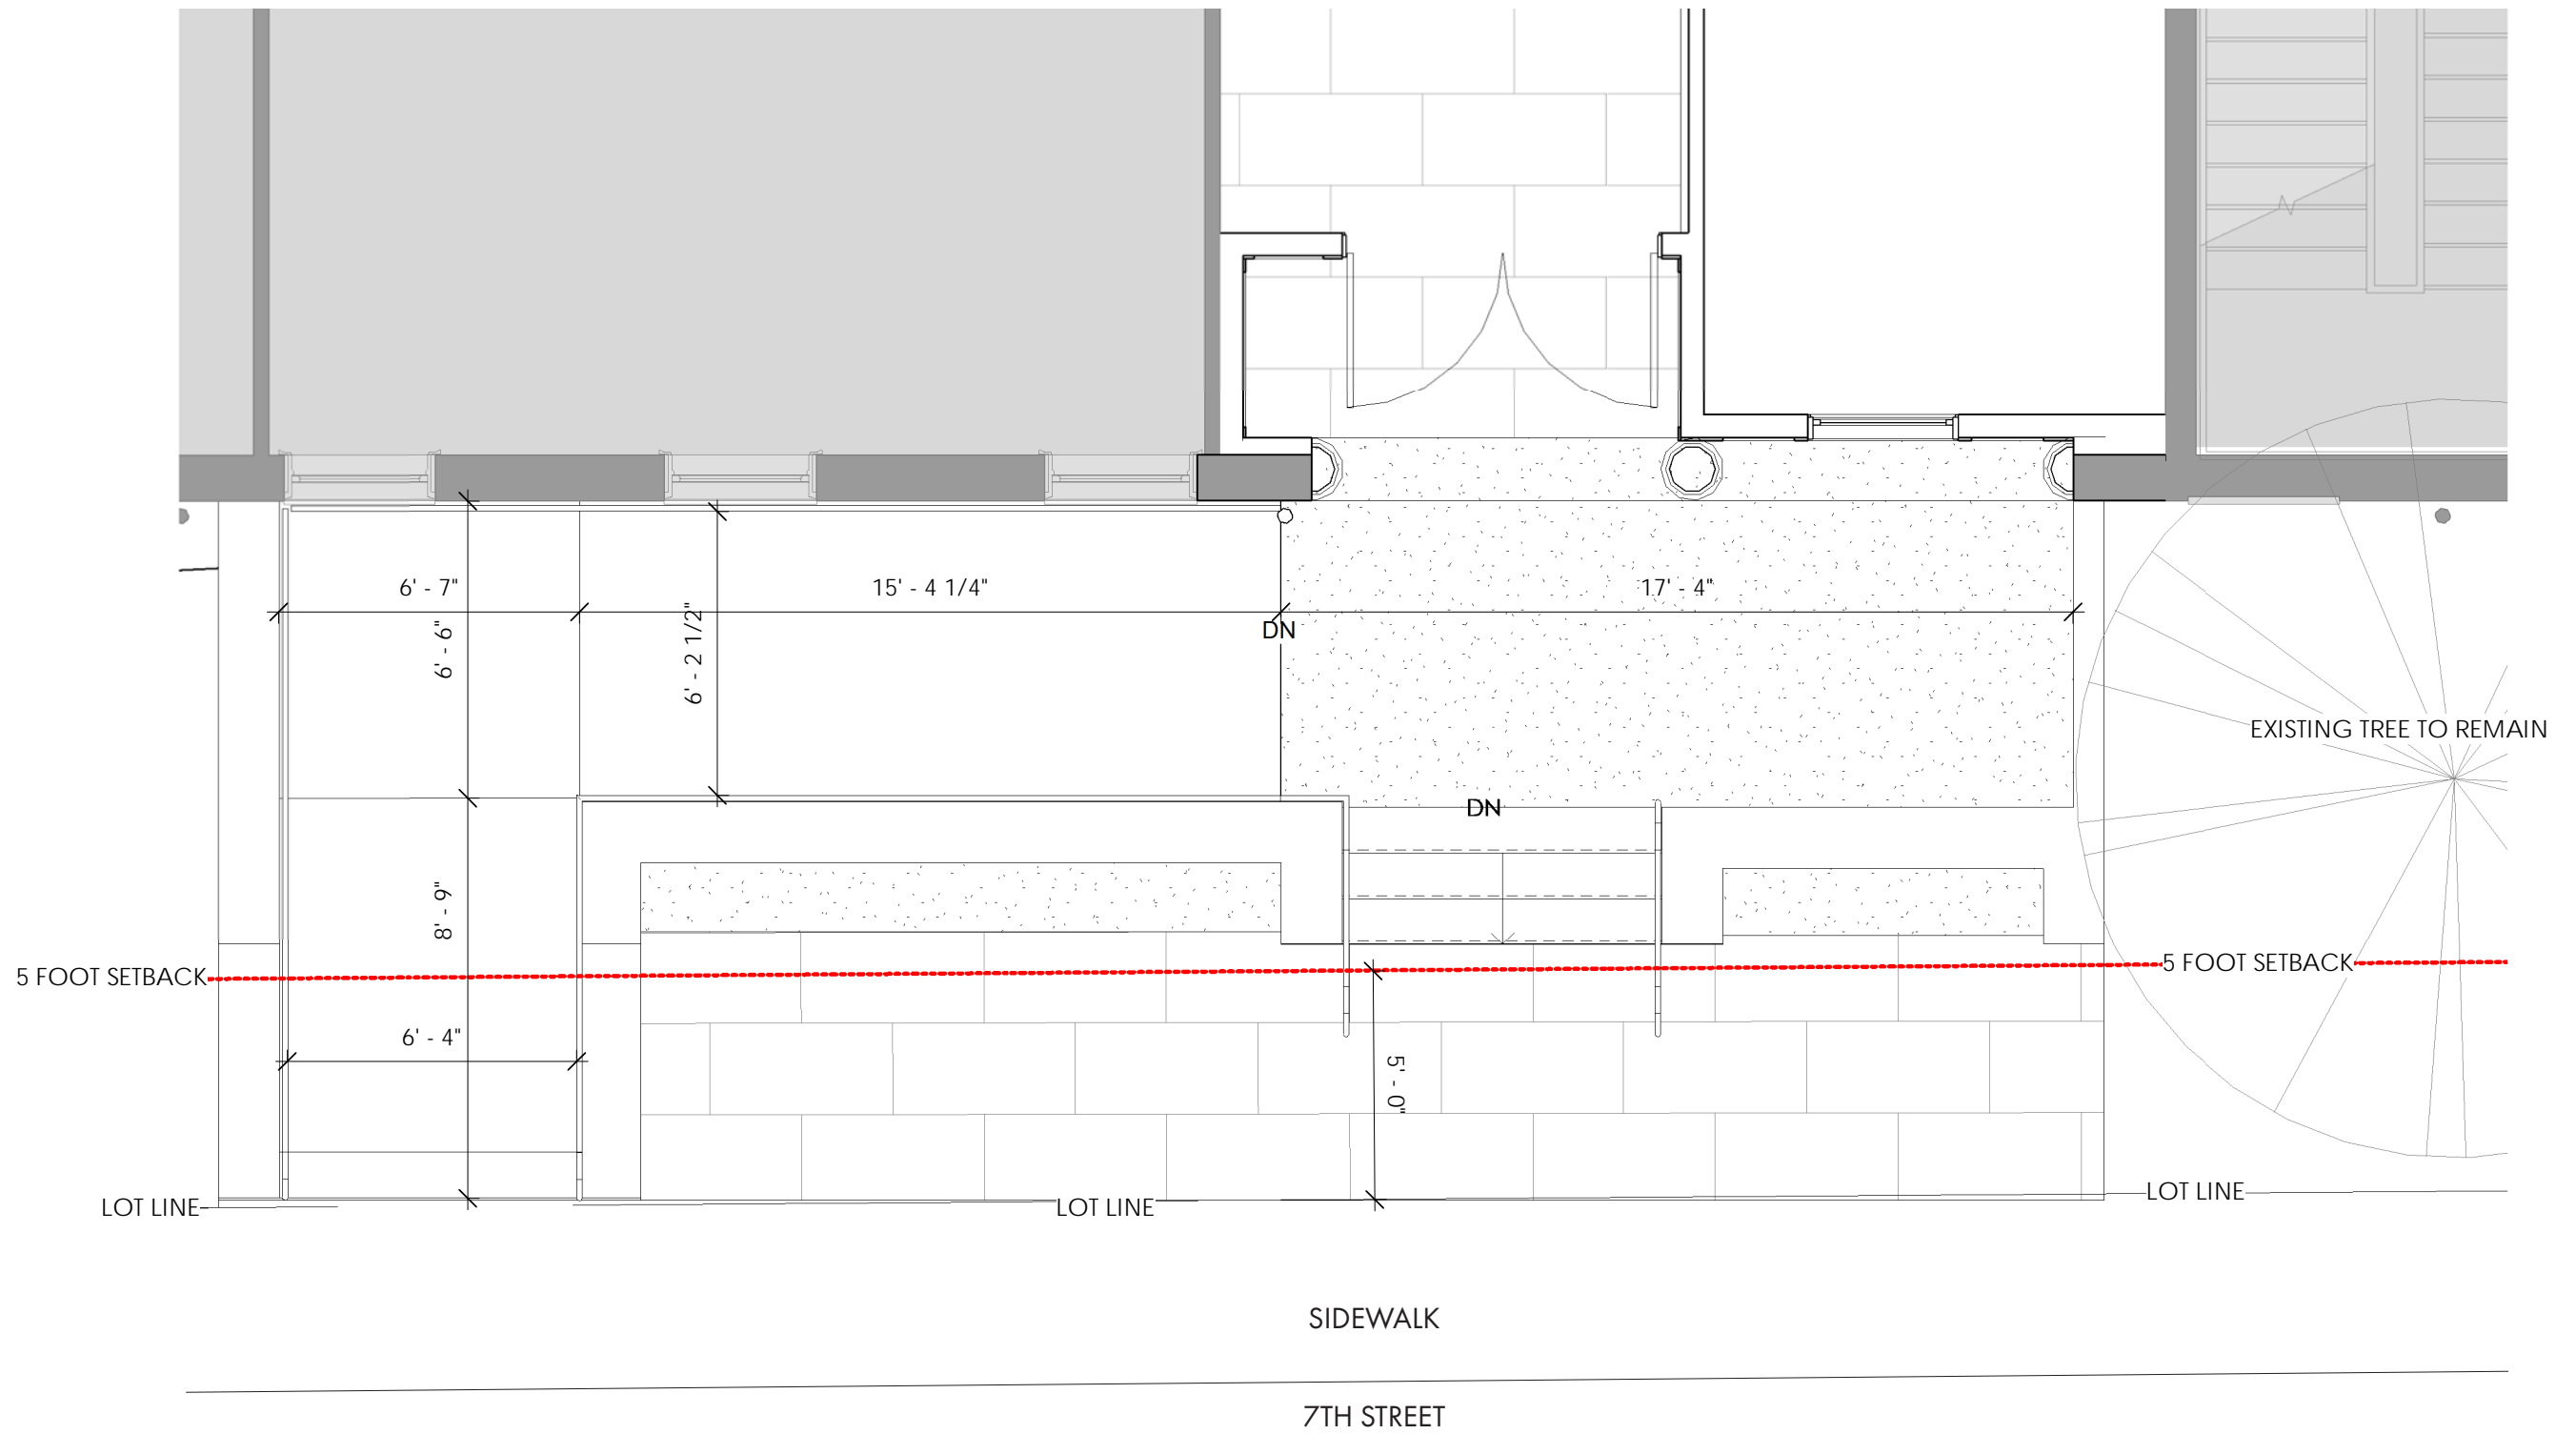 6' - 7"
15' - 4 1/4"
17' - 4"
DN
6' - 6"
6' - 2 1/2"
EXISTING TREE TO REMAIN
DN
8' - 9"
5 FOOT SETBACK
5 FOOT SETBACK
6' - 4"
5' - 0"
LOT LINE
LOT LINE
LOT LINE
SIDEWALK
7TH STREET